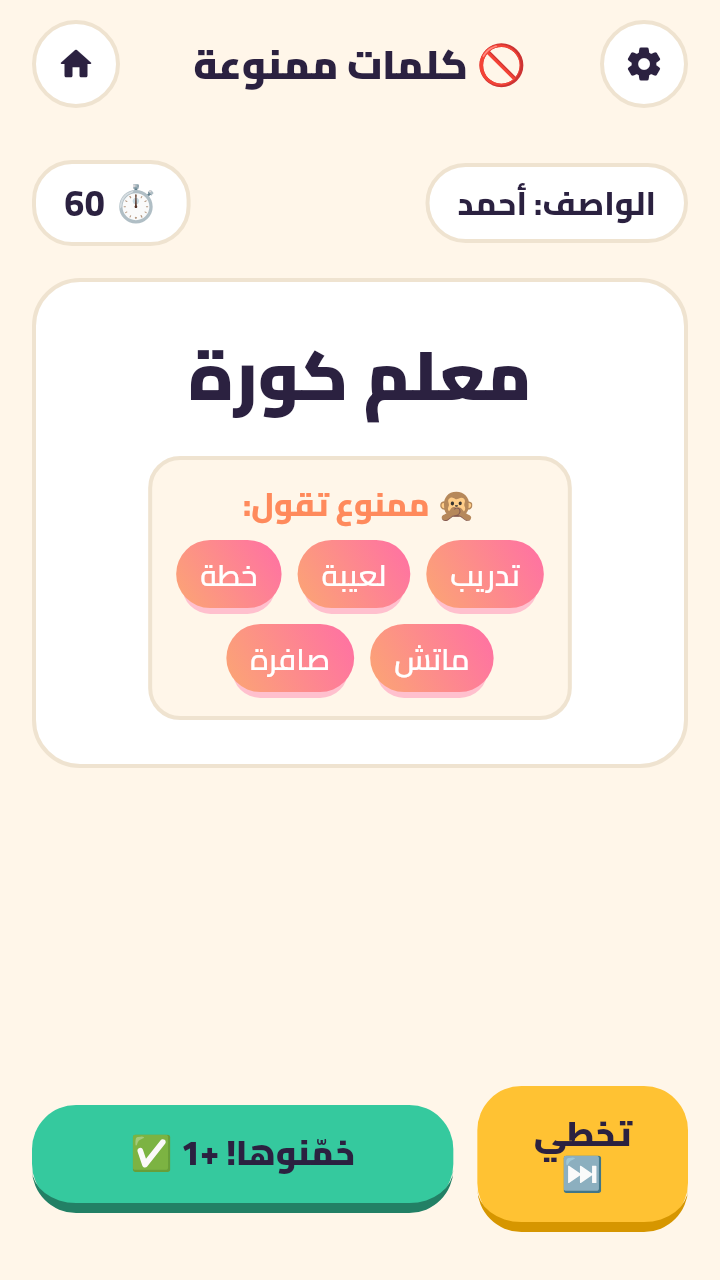 🚫 كلمات ممنوعة
الواصف: أحمد
⏱️ 60
معلم كورة
🙊 ممنوع تقول:
تدريب لعيبة خطة
ماتش صافرة
تخطي ⏭️
خمّنوها! +1 ✅